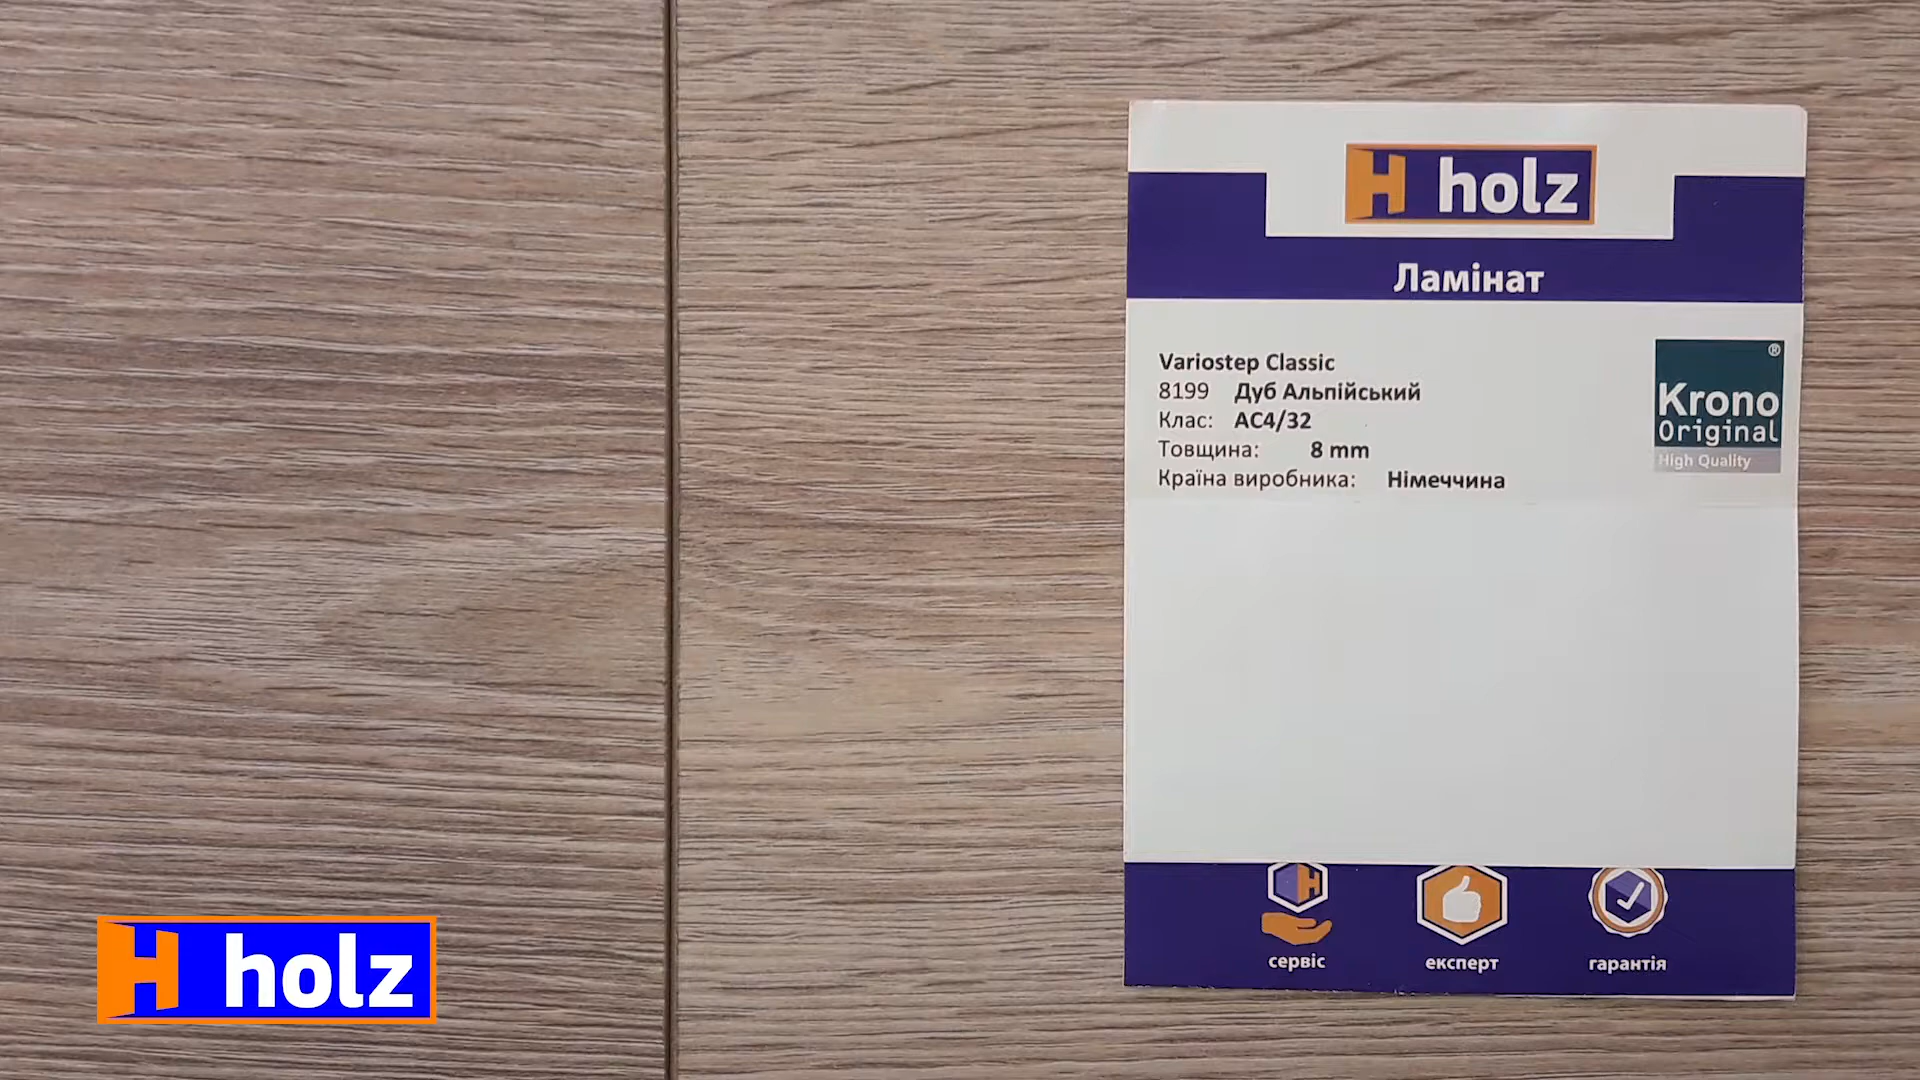 H holz
Ламінат
Variostep Classic
8199 Дуб Альпійський
Клас: AC4/32
Товщина: 8 mm
Країна виробника: Німеччина
Krono®
Original
High Quality
сервіс
експерт
гарантія
H holz